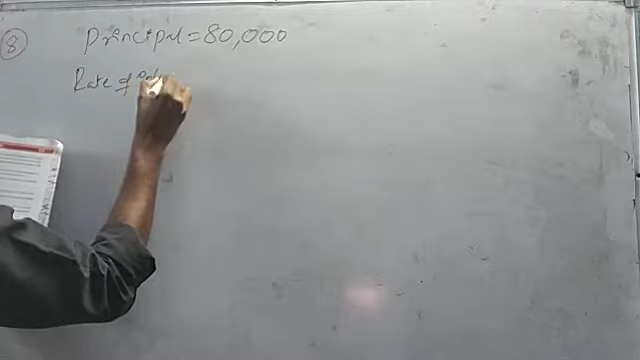 8 Principal = 80,000
Rate of